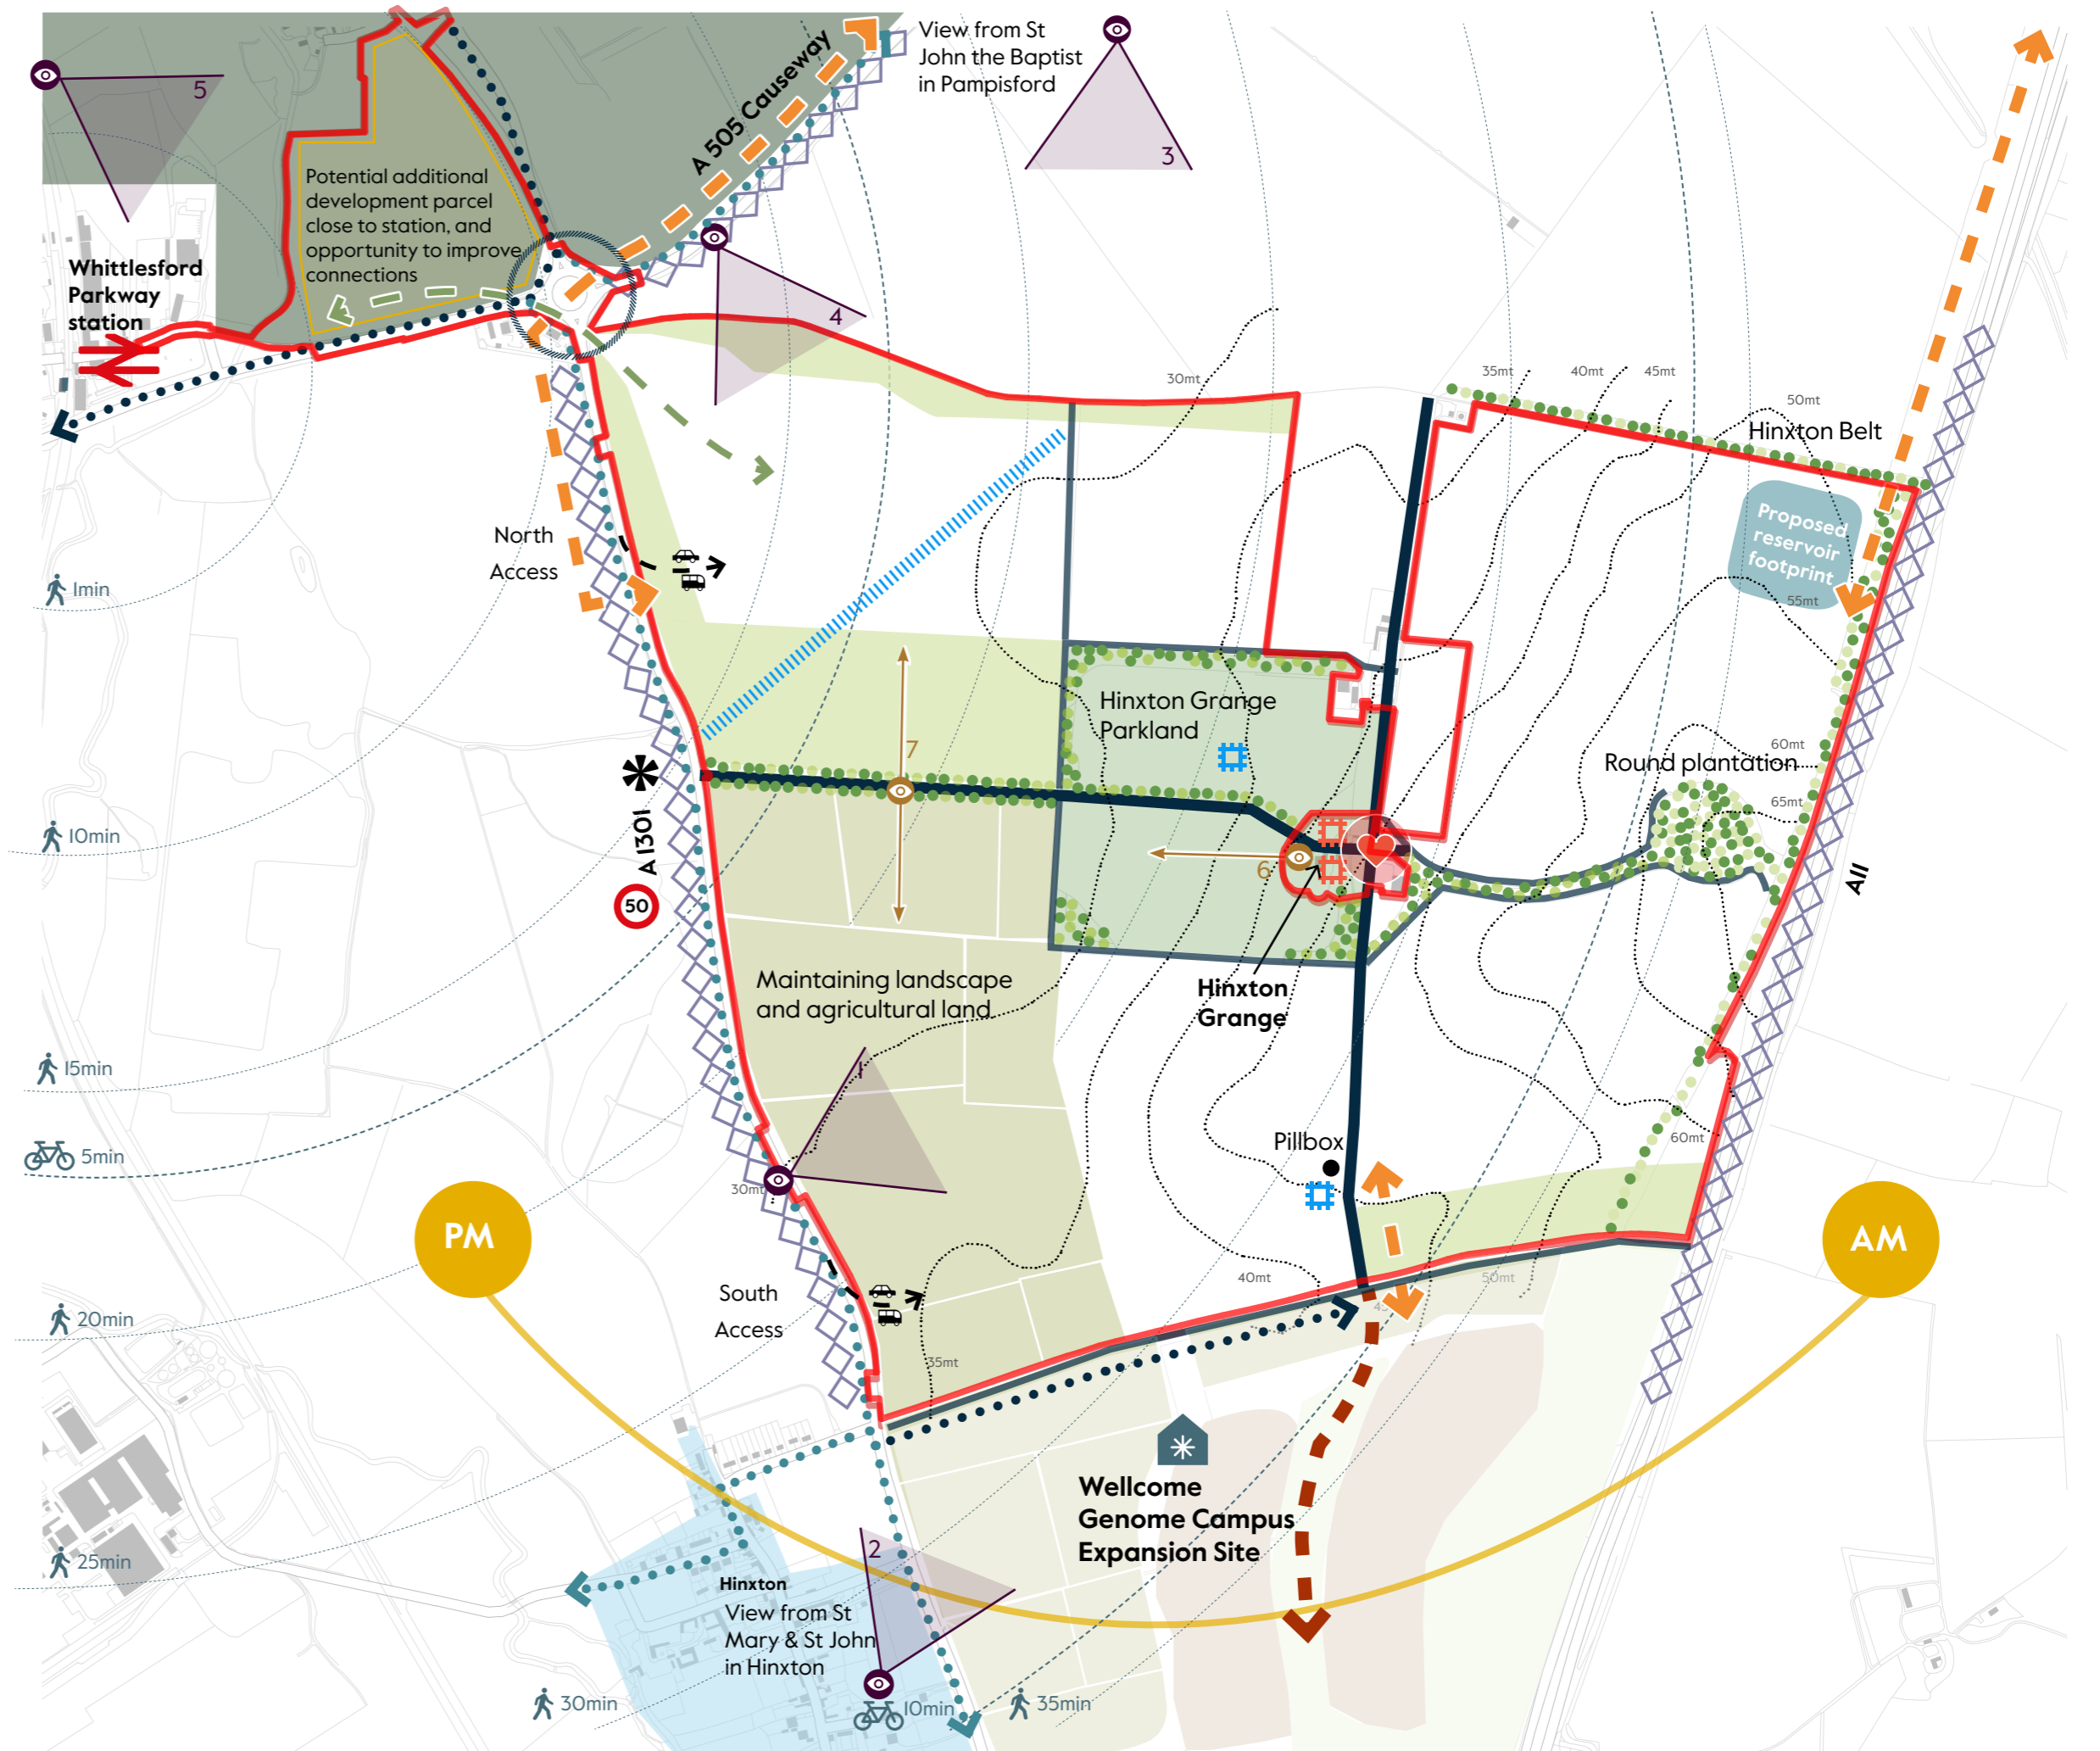 5
A 505 Causeway
View from St
John the Baptist
in Pampisford
3
Potential additional
development parcel
close to station, and
opportunity to improve
connections
Whittlesford
Parkway
station
4
30mt
35mt
40mt
45mt
50mt
Hinxton Belt
North
Access
Proposed
reservoir
footprint
1min
55mt
Hinxton Grange
Parkland
7
60mt
Round plantation
65mt
10min
A 1301
6
A11
50
Maintaining landscape
and agricultural land
Hinxton
Grange
15min
1
5min
Pillbox
60mt
30mt
PM
AM
South
Access
40mt
50mt
20min
35mt
Wellcome
Genome Campus
Expansion Site
25min
2
Hinxton
View from St
Mary & St John
in Hinxton
30min
10min
35min